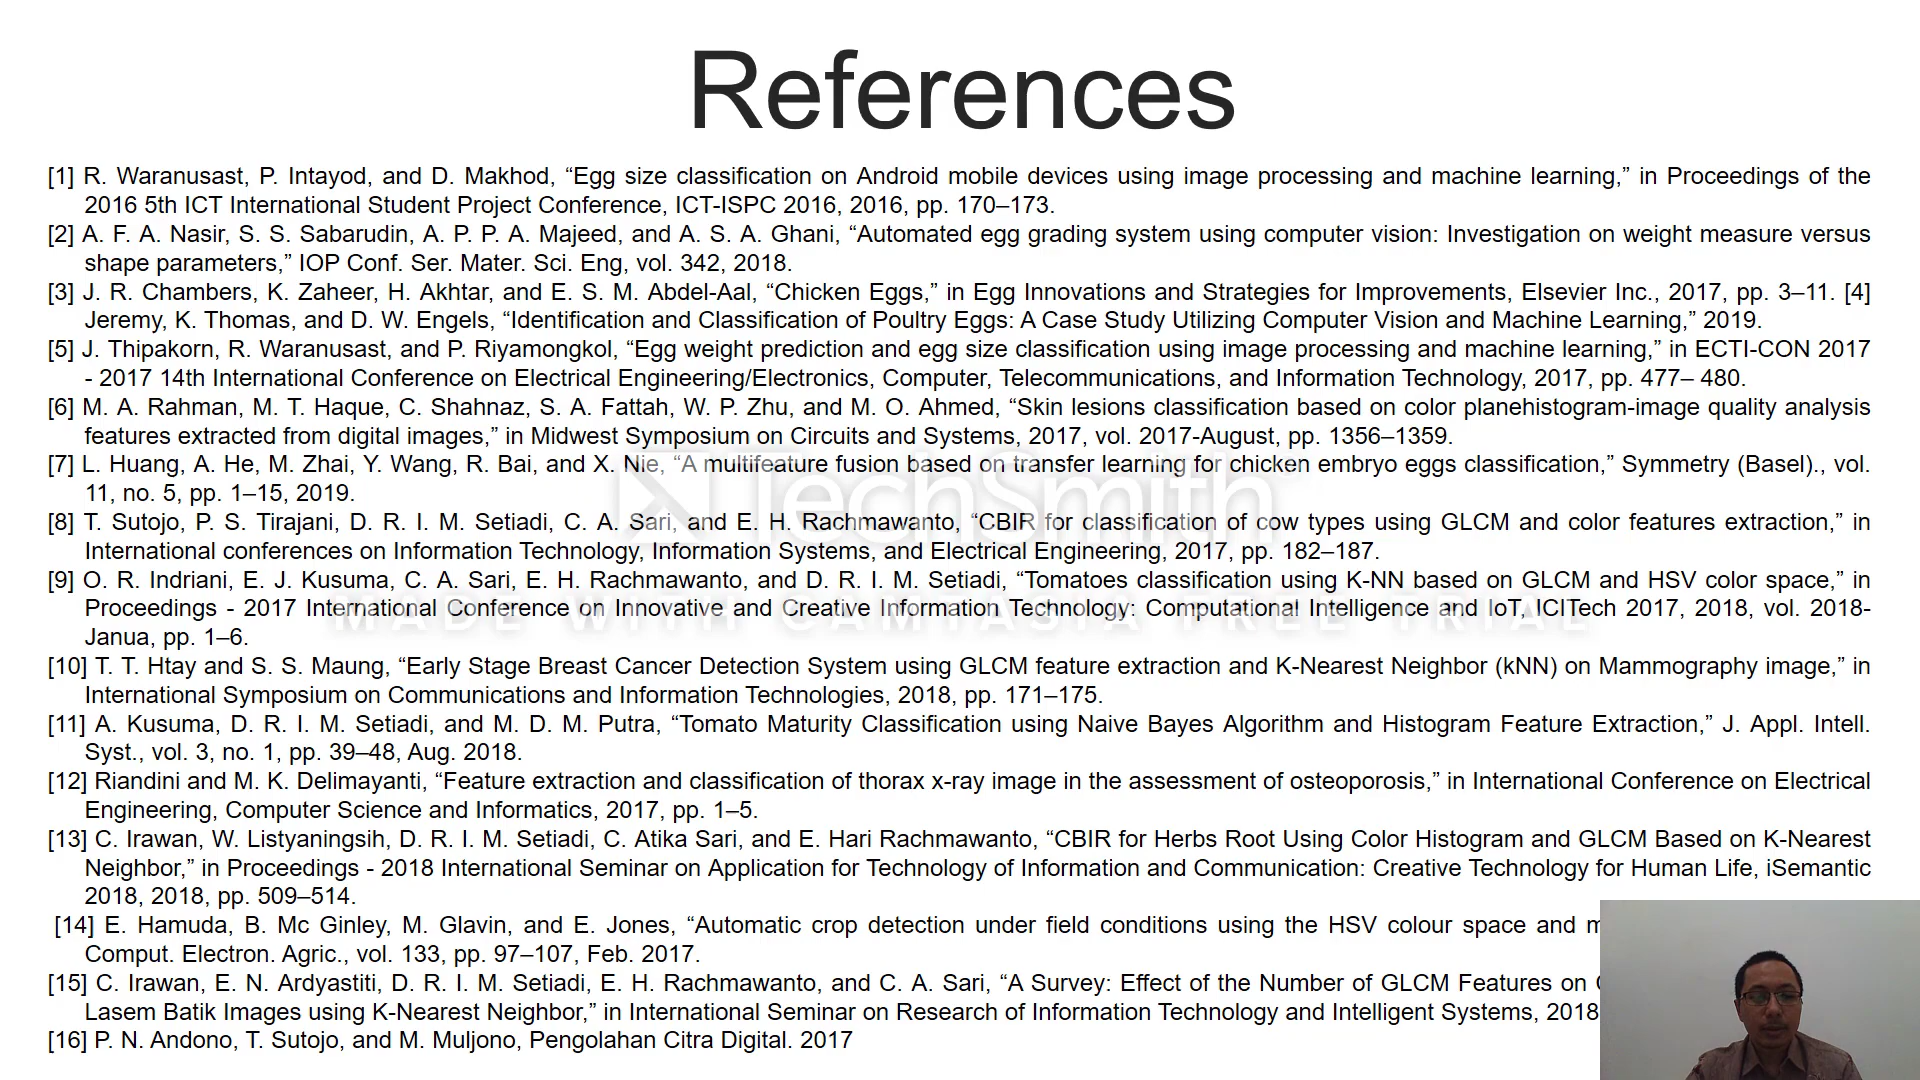 References
[1] R. Waranusast, P. Intayod, and D. Makhod, “Egg size classification on Android mobile devices using image processing and machine learning,” in Proceedings of the
2016 5th ICT International Student Project Conference, ICT-ISPC 2016, 2016, pp. 170–173.
[2] A. F. A. Nasir, S. S. Sabarudin, A. P. P. A. Majeed, and A. S. A. Ghani, “Automated egg grading system using computer vision: Investigation on weight measure versus
shape parameters,” IOP Conf. Ser. Mater. Sci. Eng, vol. 342, 2018.
[3] J. R. Chambers, K. Zaheer, H. Akhtar, and E. S. M. Abdel-Aal, “Chicken Eggs,” in Egg Innovations and Strategies for Improvements, Elsevier Inc., 2017, pp. 3–11. [4]
Jeremy, K. Thomas, and D. W. Engels, “Identification and Classification of Poultry Eggs: A Case Study Utilizing Computer Vision and Machine Learning,” 2019.
[5] J. Thipakorn, R. Waranusast, and P. Riyamongkol, “Egg weight prediction and egg size classification using image processing and machine learning,” in ECTI-CON 2017
- 2017 14th International Conference on Electrical Engineering/Electronics, Computer, Telecommunications, and Information Technology, 2017, pp. 477– 480.
[6] M. A. Rahman, M. T. Haque, C. Shahnaz, S. A. Fattah, W. P. Zhu, and M. O. Ahmed, “Skin lesions classification based on color planehistogram-image quality analysis
features extracted from digital images,” in Midwest Symposium on Circuits and Systems, 2017, vol. 2017-August, pp. 1356–1359.
[7] L. Huang, A. He, M. Zhai, Y. Wang, R. Bai, and X. Nie, “A multifeature fusion based on transfer learning for chicken embryo eggs classification,” Symmetry (Basel)., vol.
11, no. 5, pp. 1–15, 2019.
TechSmith
[8] T. Sutojo, P. S. Tirajani, D. R. I. M. Setiadi, C. A. Sari, and E. H. Rachmawanto, “CBIR for classification of cow types using GLCM and color features extraction,” in
International conferences on Information Technology, Information Systems, and Electrical Engineering, 2017, pp. 182–187.
[9] O. R. Indriani, E. J. Kusuma, C. A. Sari, E. H. Rachmawanto, and D. R. I. M. Setiadi, “Tomatoes classification using K-NN based on GLCM and HSV color space,” in
Proceedings - 2017 International Conference on Innovative and Creative Information Technology: Computational Intelligence and IoT, ICITech 2017, 2018, vol. 2018-
MADE WITH CAMTASIA FREE TRIAL
Janua, pp. 1–6.
[10] T. T. Htay and S. S. Maung, “Early Stage Breast Cancer Detection System using GLCM feature extraction and K-Nearest Neighbor (kNN) on Mammography image,” in
International Symposium on Communications and Information Technologies, 2018, pp. 171–175.
[11] A. Kusuma, D. R. I. M. Setiadi, and M. D. M. Putra, “Tomato Maturity Classification using Naive Bayes Algorithm and Histogram Feature Extraction,” J. Appl. Intell.
Syst., vol. 3, no. 1, pp. 39–48, Aug. 2018.
[12] Riandini and M. K. Delimayanti, “Feature extraction and classification of thorax x-ray image in the assessment of osteoporosis,” in International Conference on Electrical
Engineering, Computer Science and Informatics, 2017, pp. 1–5.
[13] C. Irawan, W. Listyaningsih, D. R. I. M. Setiadi, C. Atika Sari, and E. Hari Rachmawanto, “CBIR for Herbs Root Using Color Histogram and GLCM Based on K-Nearest
Neighbor,” in Proceedings - 2018 International Seminar on Application for Technology of Information and Communication: Creative Technology for Human Life, iSemantic
2018, 2018, pp. 509–514.
[14] E. Hamuda, B. Mc Ginley, M. Glavin, and E. Jones, “Automatic crop detection under field conditions using the HSV colour space and
Comput. Electron. Agric., vol. 133, pp. 97–107, Feb. 2017.
[15] C. Irawan, E. N. Ardyastiti, D. R. I. M. Setiadi, E. H. Rachmawanto, and C. A. Sari, “A Survey: Effect of the Number of GLCM Features on
Lasem Batik Images using K-Nearest Neighbor,” in International Seminar on Research of Information Technology and Intelligent Systems, 2018
[16] P. N. Andono, T. Sutojo, and M. Muljono, Pengolahan Citra Digital. 2017